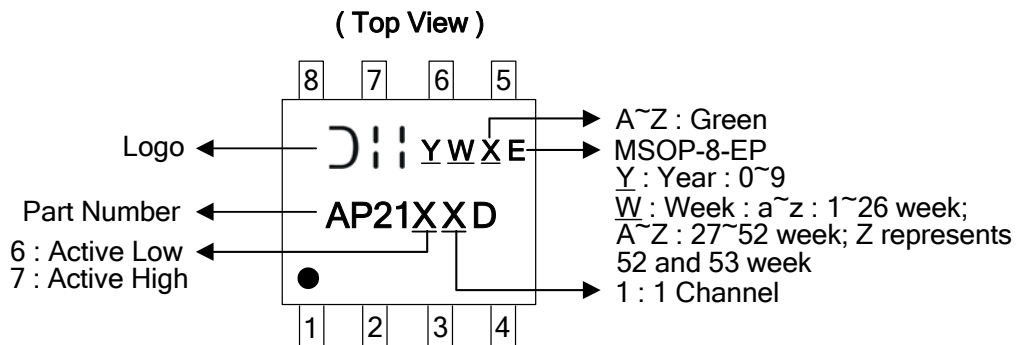 ( Top View )
8 7 6 5
Logo
Y W X E
A~Z : Green
MSOP-8-EP
Y : Year : 0~9
W : Week : a~z : 1~26 week;
A~Z : 27~52 week; Z represents
52 and 53 week
1 : 1 Channel
Part Number
AP21XXD
6 : Active Low
7 : Active High
1 2 3 4